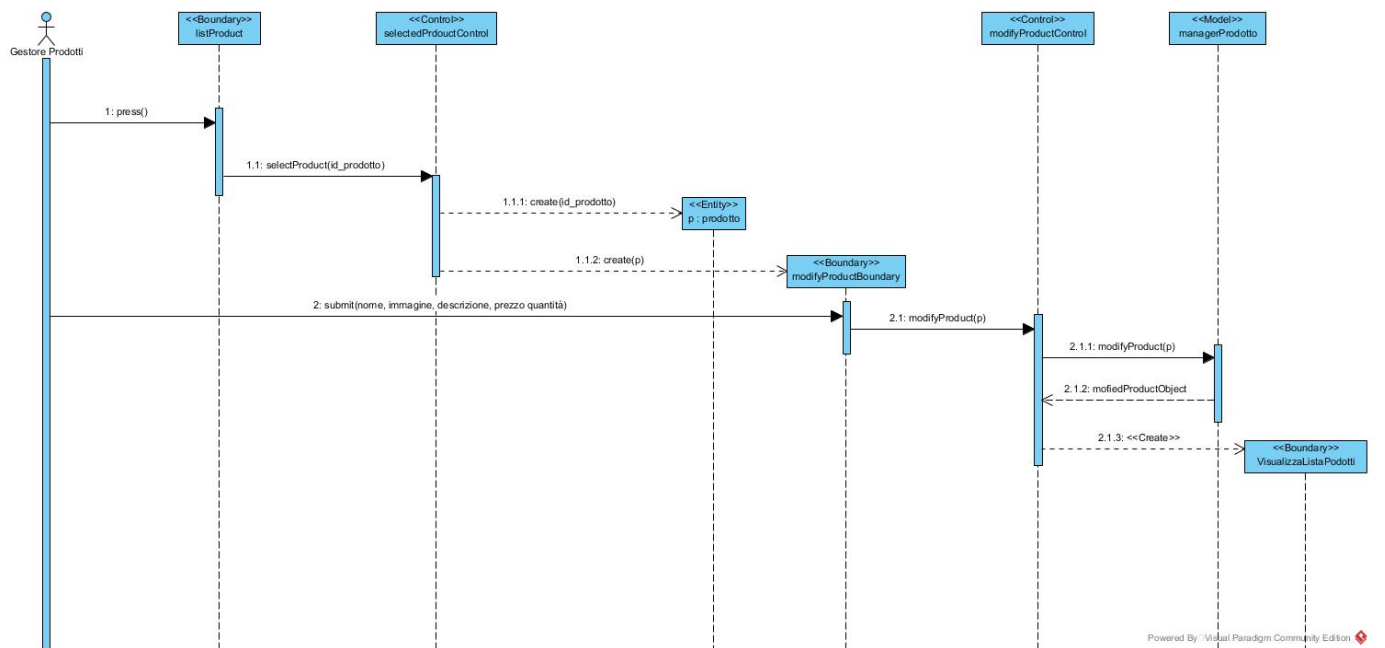 <<Boundary>>
listProduct
<<Control>>
selectedPrdouctControl
<<Control>>
modifyProductControl
<<Model>>
managerProdotto
Gestore Prodotti
1: press()
1.1: selectProduct(id_prodotto)
1.1.1: create(id_prodotto)
<<Entity>>
p : prodotto
1.1.2: create(p)
<<Boundary>>
modifyProductBoundary
2: submit(nome, immagine, descrizione, prezzo quantità)
2.1: modifyProduct(p)
2.1.1: modifyProduct(p)
2.1.2: mofiedProductObject
2.1.3: <<Create>>
<<Boundary>>
VisualizzaListaPodotti
Powered By Visual Paradigm Community Edition